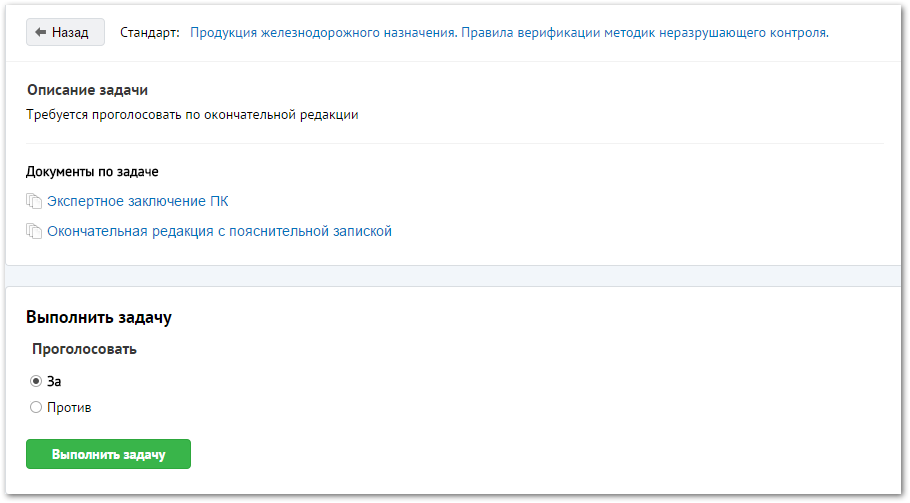 Назад Стандарт: Продукция железнодорожного назначения. Правила верификации методик неразрушающего контроля.
Описание задачи
Требуется проголосовать по окончательной редакции
Документы по задаче
Экспертное заключение ПК
Окончательная редакция с пояснительной запиской
Выполнить задачу
Проголосовать
За
Против
Выполнить задачу